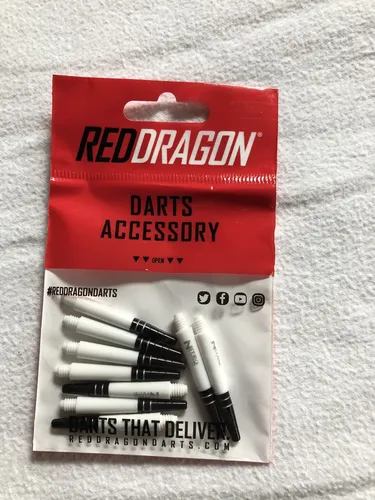 REDDRAGON®
DARTS
ACCESSORY
OPEN
#REDDRAGONDARTS
DARTS THAT DELIVER.
REDDRAGONDARTS.COM